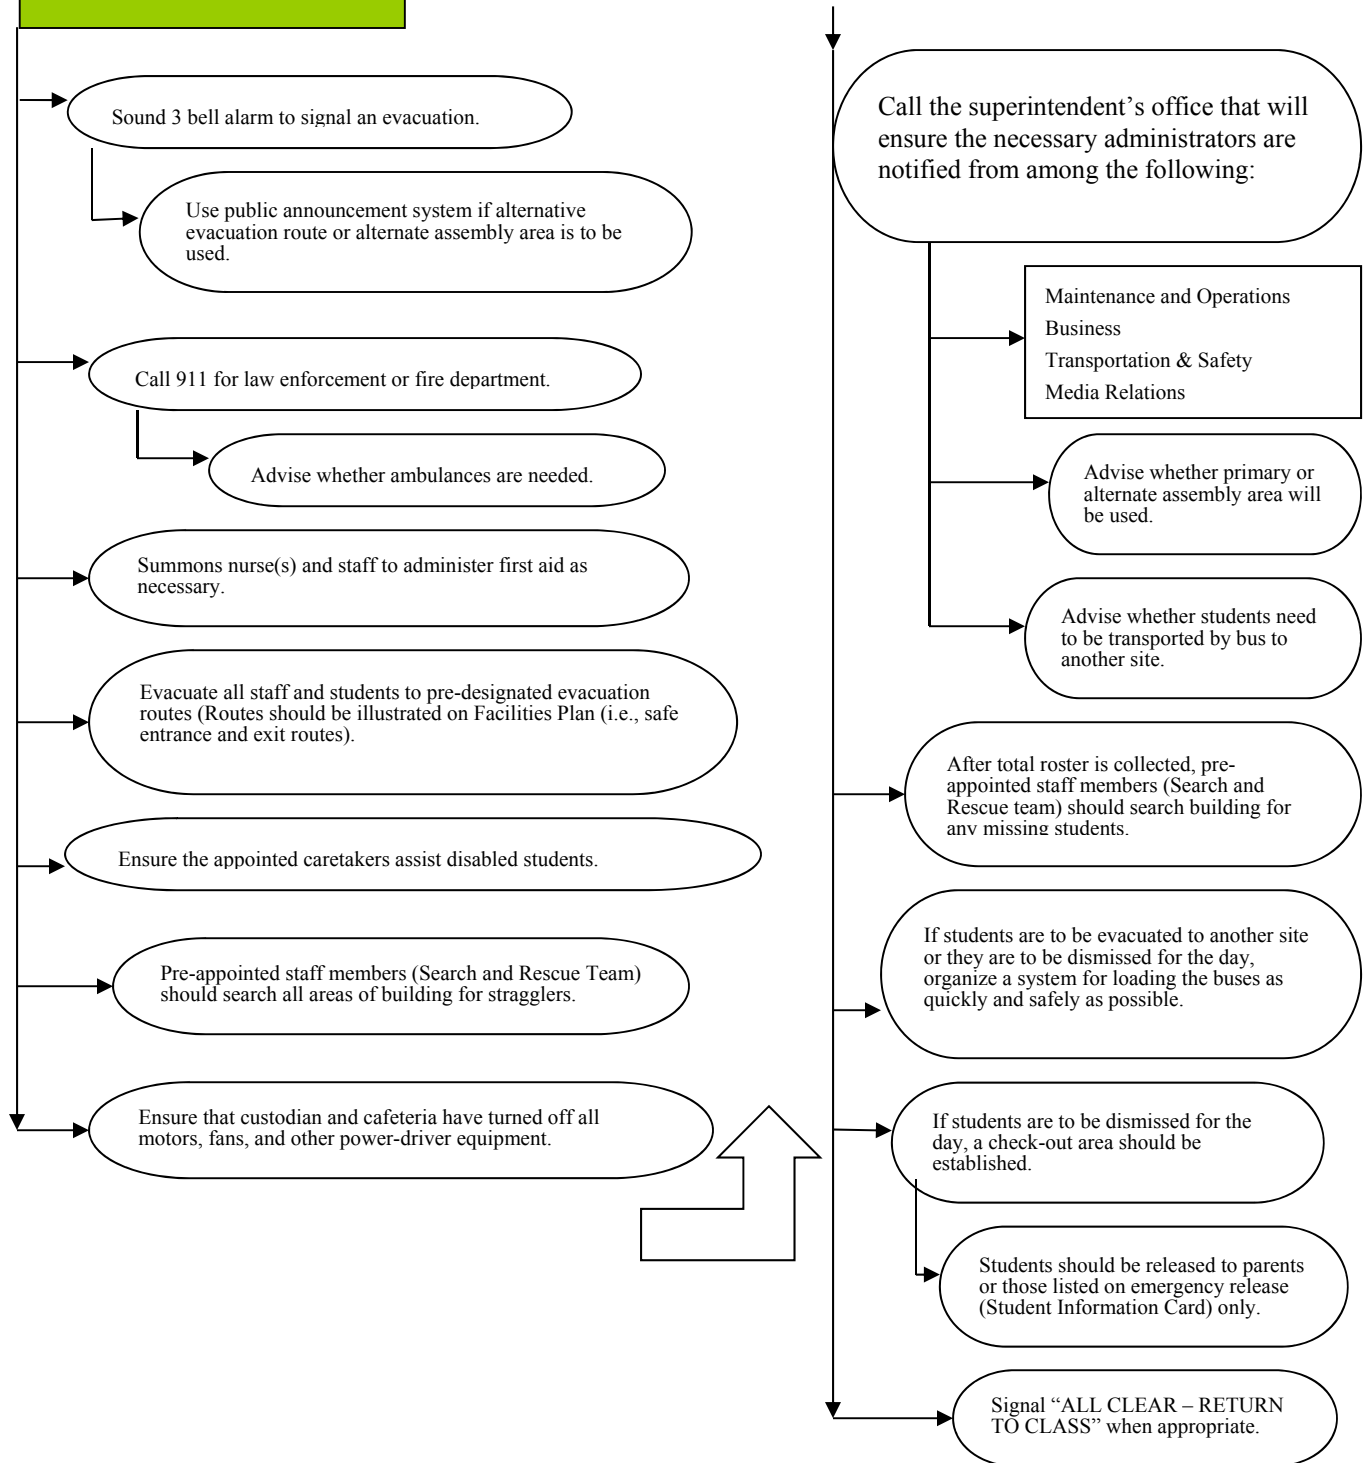 Sound 3 bell alarm to signal an evacuation.
Use public announcement system if alternative
evacuation route or alternate assembly area is to be
used.
Call 911 for law enforcement or fire department.
Advise whether ambulances are needed.
Summons nurse(s) and staff to administer first aid as
necessary.
Evacuate all staff and students to pre-designated evacuation
routes (Routes should be illustrated on Facilities Plan (i.e., safe
entrance and exit routes).
Ensure the appointed caretakers assist disabled students.
Pre-appointed staff members (Search and Rescue Team)
should search all areas of building for stragglers.
Ensure that custodian and cafeteria have turned off all
motors, fans, and other power-driver equipment.
Call the superintendent’s office that will
ensure the necessary administrators are
notified from among the following:
Maintenance and Operations
Business
Transportation & Safety
Media Relations
Advise whether primary or
alternate assembly area will
be used.
Advise whether students need
to be transported by bus to
another site.
After total roster is collected, pre-
appointed staff members (Search and
Rescue team) should search building for
any missing students.
If students are to be evacuated to another site
or they are to be dismissed for the day,
organize a system for loading the buses as
quickly and safely as possible.
If students are to be dismissed for the
day, a check-out area should be
established.
Students should be released to parents
or those listed on emergency release
(Student Information Card) only.
Signal “ALL CLEAR – RETURN
TO CLASS” when appropriate.